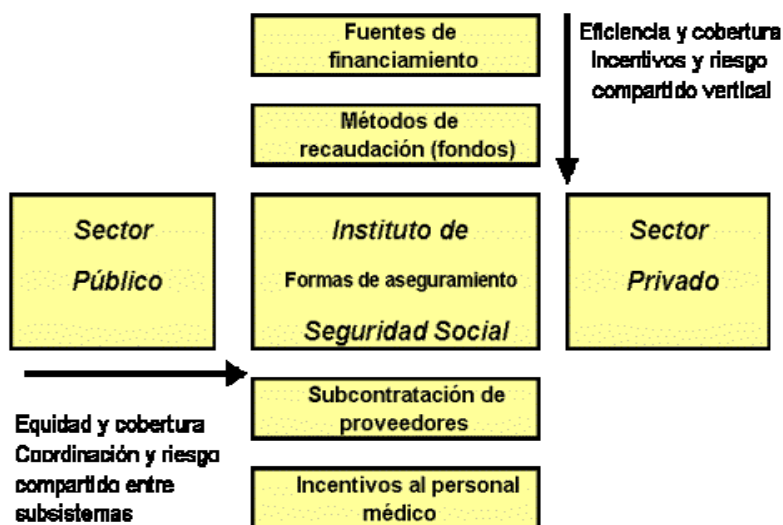 Fuentes de
financiamiento
Eficiencia y cobertura
Incentivos y riesgo
compartido vertical
Métodos de
recaudación (fondos)
Sector
Público
Instituto de
Formas de aseguramiento
Seguridad Social
Sector
Privado
Subcontratación de
proveedores
Equidad y cobertura
Coordinación y riesgo
compartido entre
subsistemas
Incentivos al personal
médico